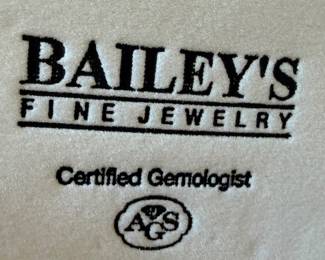 BAILEY'S
FINE JEWELRY
Certified Gemologist
AGS